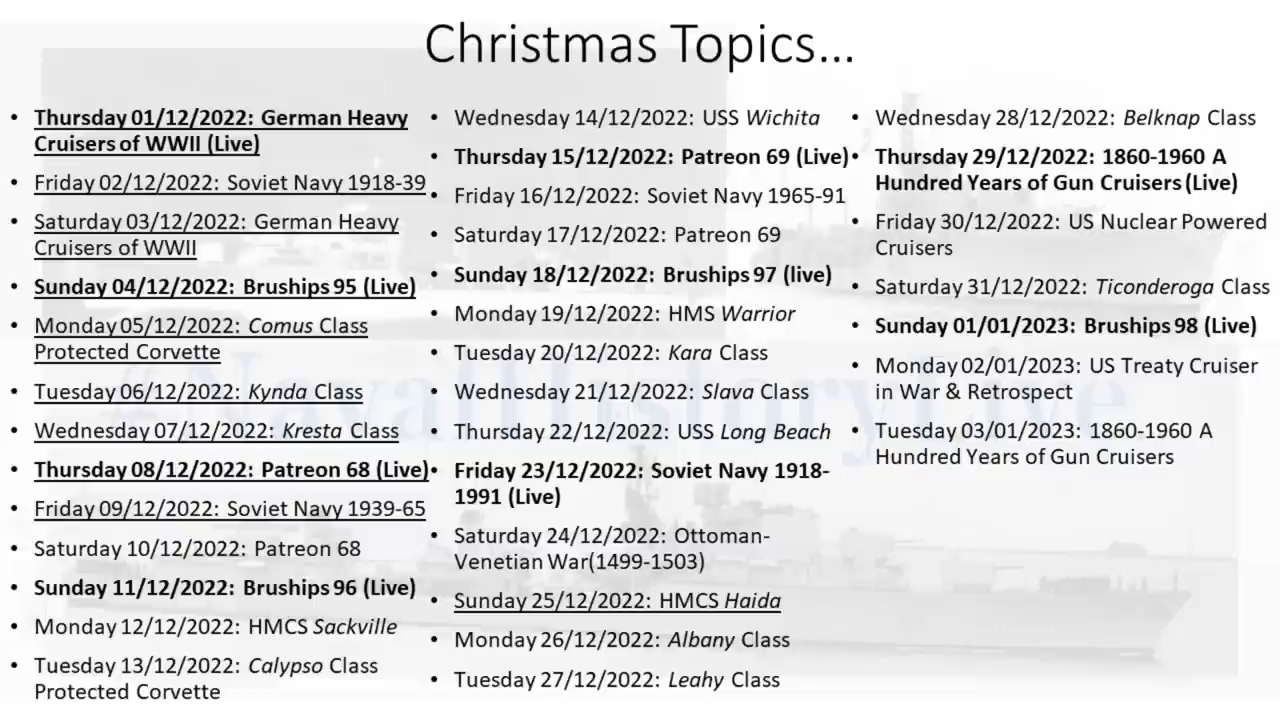 Christmas Topics...
• Thursday 01/12/2022: German Heavy
Cruisers of WWII (Live)
• Friday 02/12/2022: Soviet Navy 1918-39
• Saturday 03/12/2022: German Heavy
Cruisers of WWII
• Sunday 04/12/2022: Bruships 95 (Live)
• Monday 05/12/2022: Comus Class
Protected Corvette
• Tuesday 06/12/2022: Kynda Class
• Wednesday 07/12/2022: Kresta Class
• Thursday 08/12/2022: Patreon 68 (Live)
• Friday 09/12/2022: Soviet Navy 1939-65
• Saturday 10/12/2022: Patreon 68
• Sunday 11/12/2022: Bruships 96 (Live)
• Monday 12/12/2022: HMCS Sackville
• Tuesday 13/12/2022: Calypso Class
Protected Corvette
• Wednesday 14/12/2022: USS Wichita
• Thursday 15/12/2022: Patreon 69 (Live)
• Friday 16/12/2022: Soviet Navy 1965-91
• Saturday 17/12/2022: Patreon 69
• Sunday 18/12/2022: Bruships 97 (live)
• Monday 19/12/2022: HMS Warrior
• Tuesday 20/12/2022: Kara Class
• Wednesday 21/12/2022: Slava Class
• Thursday 22/12/2022: USS Long Beach
• Friday 23/12/2022: Soviet Navy 1918-
1991 (Live)
• Saturday 24/12/2022: Ottoman-
Venetian War(1499-1503)
• Sunday 25/12/2022: HMCS Haida
• Monday 26/12/2022: Albany Class
• Tuesday 27/12/2022: Leahy Class
• Wednesday 28/12/2022: Belknap Class
• Thursday 29/12/2022: 1860-1960 A
Hundred Years of Gun Cruisers (Live)
• Friday 30/12/2022: US Nuclear Powered
Cruisers
• Saturday 31/12/2022: Ticonderoga Class
• Sunday 01/01/2023: Bruships 98 (Live)
• Monday 02/01/2023: US Treaty Cruiser
in War & Retrospect
• Tuesday 03/01/2023: 1860-1960 A
Hundred Years of Gun Cruisers
#NavalHistoryLive